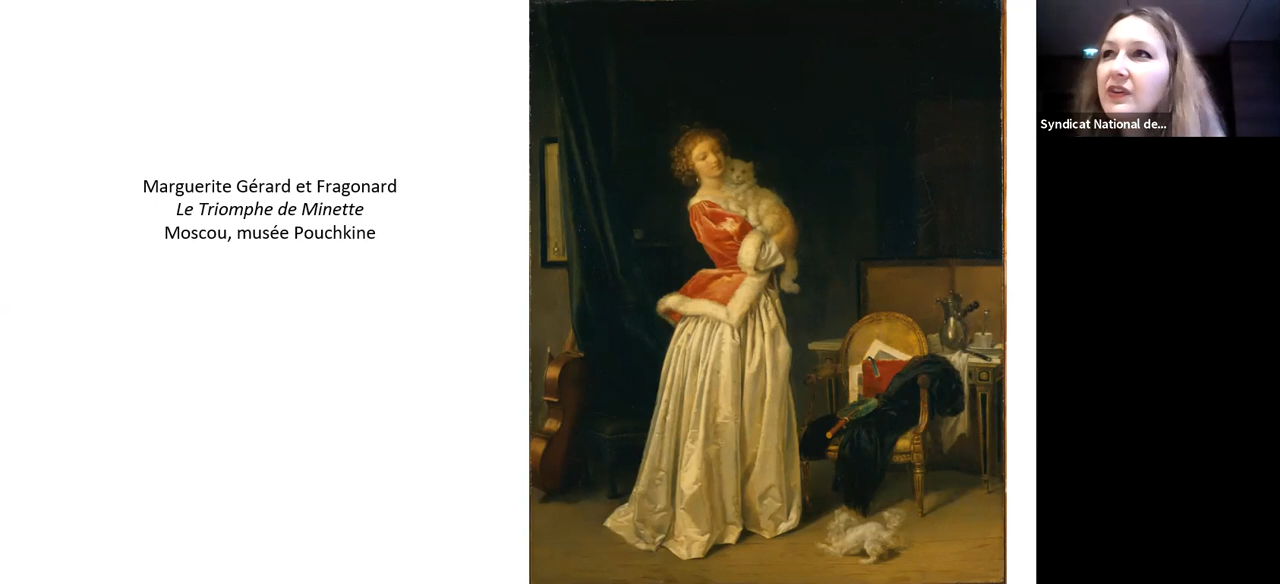 Marguerite Gérard et Fragonard
Le Triomphe de Minette
Moscou, musée Pouchkine
Syndicat National de...